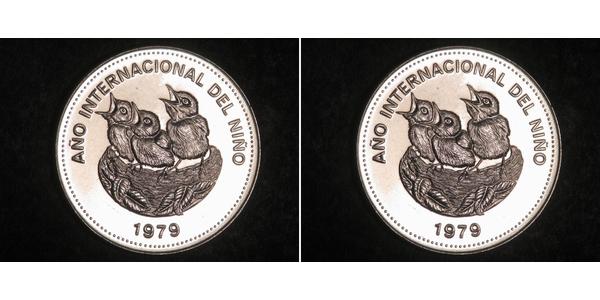 AÑO INTERNACIONAL DEL NIÑO
1979
AÑO INTERNACIONAL DEL NIÑO
1979